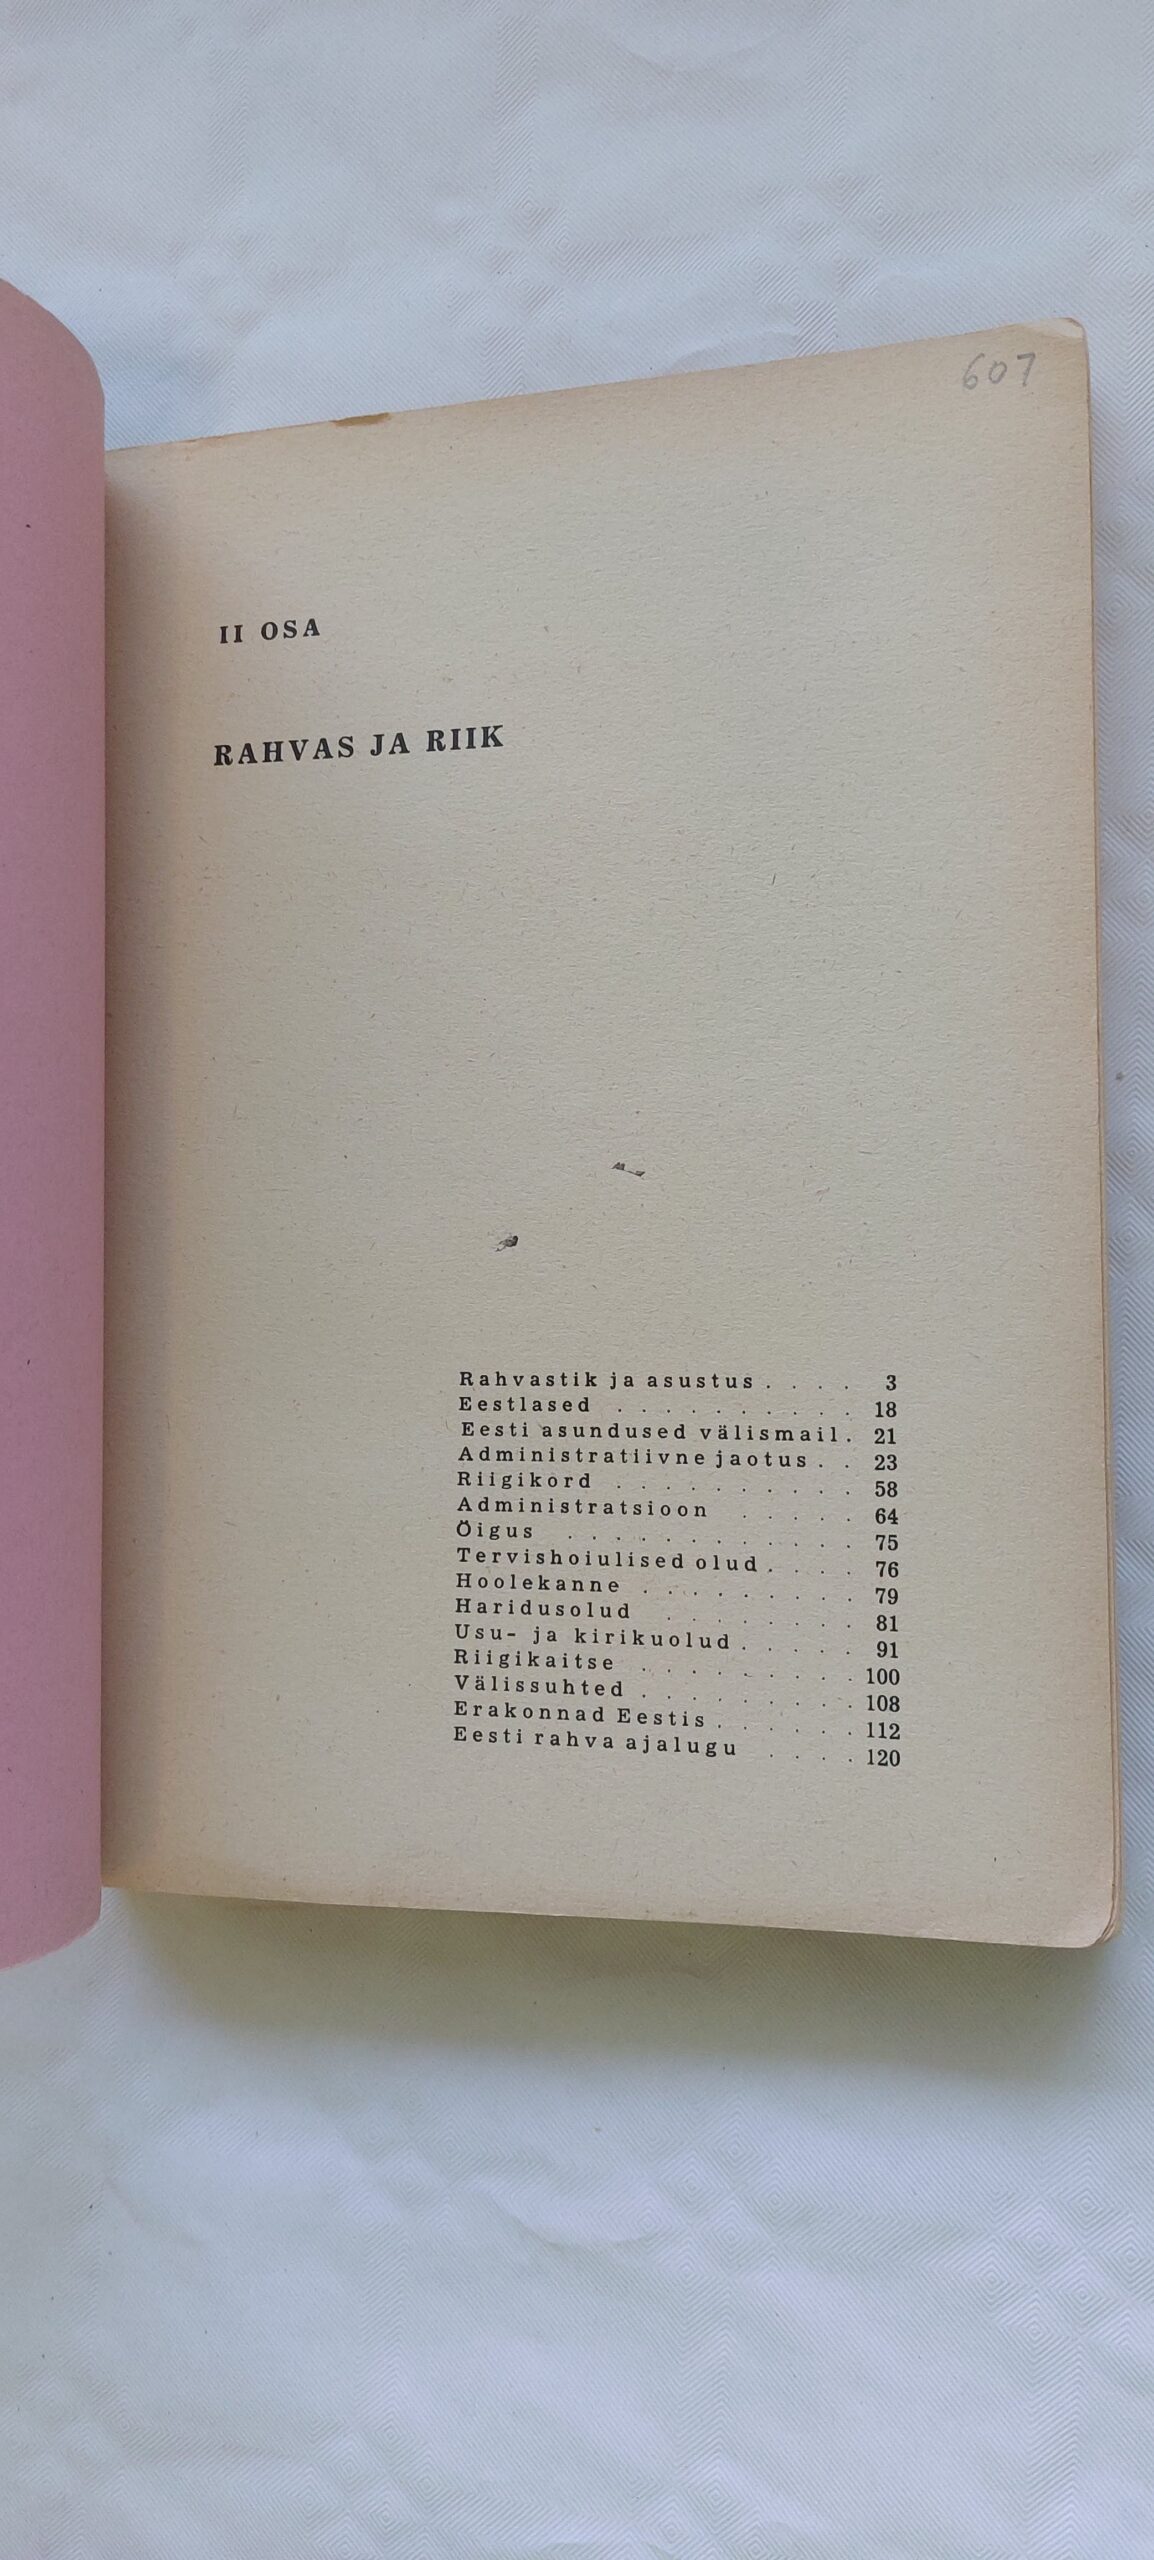 607
II OSA
RAHVAS JA RIIK
Rahvastik ja asustus . . . . 3
Eestlased . . . . . . . . . . 18
Eesti asundused välismail . 21
Administratiivne jaotus . . 23
Riigikord . . . . . . . . . . 58
Administratsioon . . . . . 64
Õigus . . . . . . . . . . . . 75
Tervishoiulised olud . . . . 76
Hoolekanne . . . . . . . . . 79
Haridusolud . . . . . . . . 81
Usu- ja kirikuolud . . . . . 91
Riigikaitse . . . . . . . . . 100
Välissuhted . . . . . . . . . 108
Erakonnad Eestis . . . . . . 112
Eesti rahva ajalugu . . . . 120